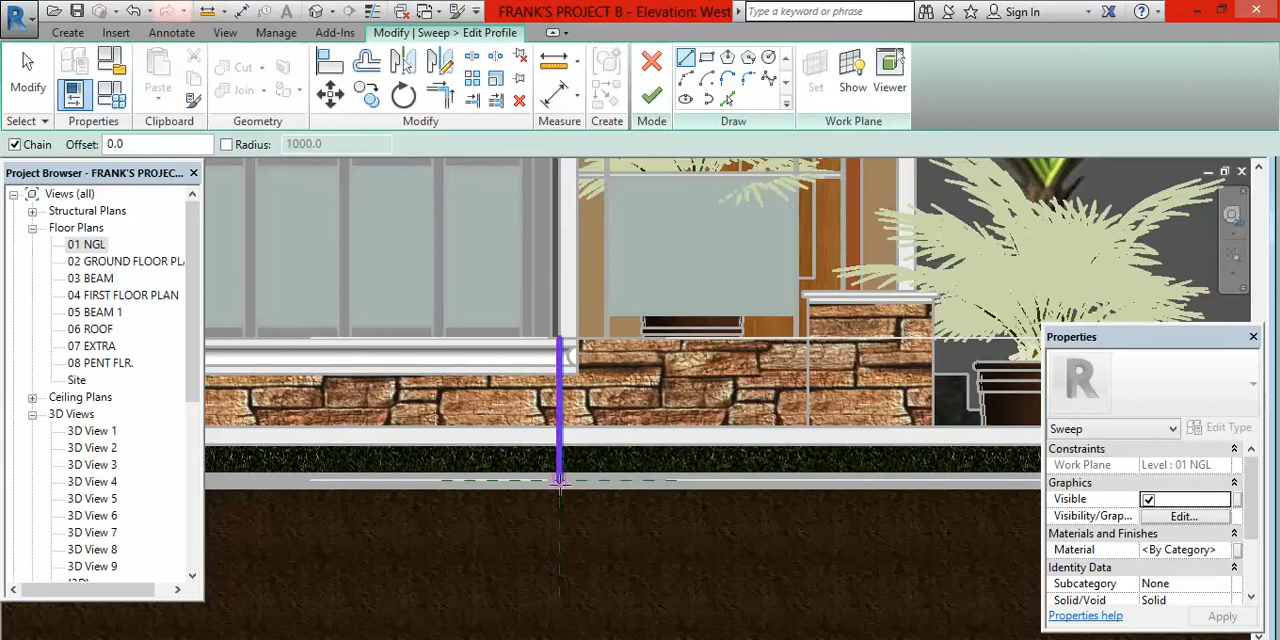 FRANK'S PROJECT B - Elevation: West
Type a keyword or phrase
Sign In
Create Insert Annotate View Manage Add-Ins Modify | Sweep > Edit Profile
Modify
Paste
Cut
Join
Set Show Viewer
Select Properties Clipboard Geometry Modify Measure Create Mode Draw Work Plane
Chain Offset: 0.0 Radius: 1000.0
Project Browser - FRANK'S PROJEC...
Views (all)
Structural Plans
Floor Plans
01 NGL
02 GROUND FLOOR PL
03 BEAM
04 FIRST FLOOR PLAN
05 BEAM 1
06 ROOF
07 EXTRA
08 PENT FLR.
Site
Ceiling Plans
3D Views
3D View 1
3D View 2
3D View 3
3D View 4
3D View 5
3D View 6
3D View 7
3D View 8
3D View 9
Properties
R
Sweep Edit Type
Constraints
Work Plane Level : 01 NGL
Graphics
Visible
Visibility/Grap... Edit...
Materials and Finishes
Material <By Category>
Identity Data
Subcategory None
Solid/Void Solid
Properties help Apply